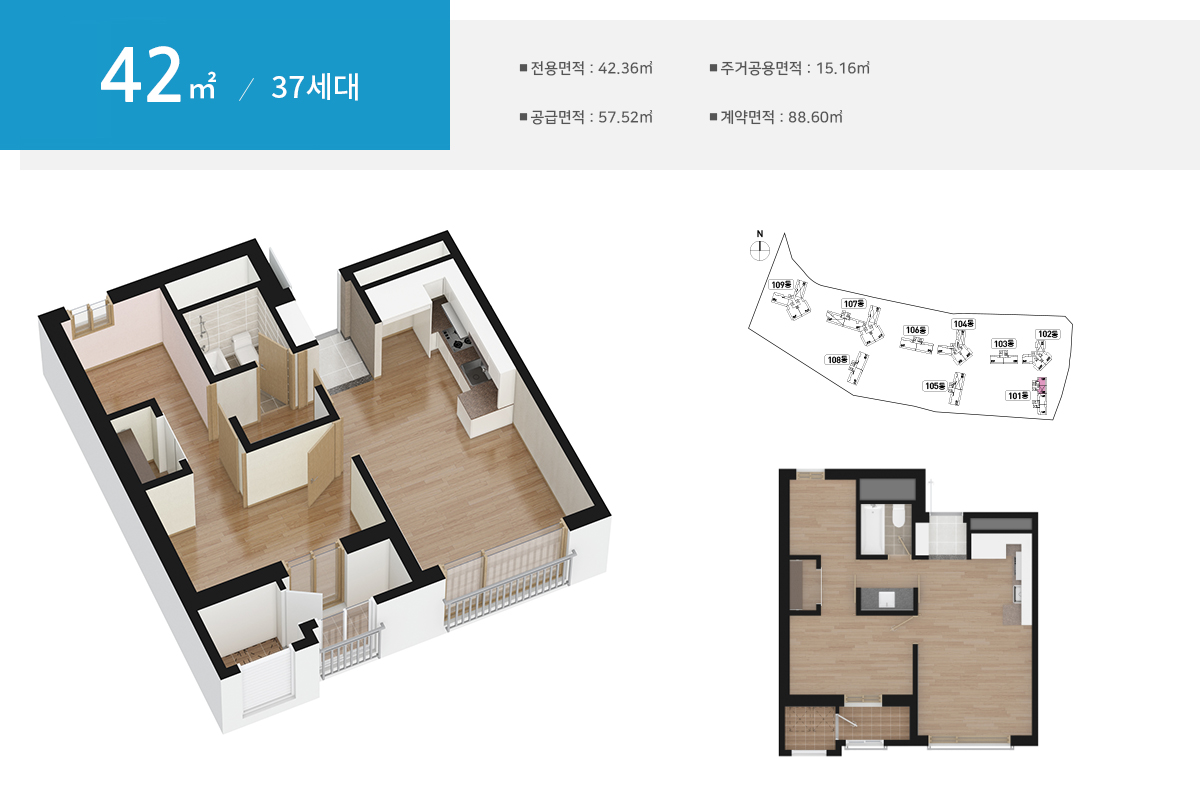 42㎡ / 37세대
■ 전용면적 : 42.36㎡
■ 주거공용면적 : 15.16㎡
■ 공급면적 : 57.52㎡
■ 계약면적 : 88.60㎡
N
109동
107동
106동
104동
103동
102동
108동
105동
101동